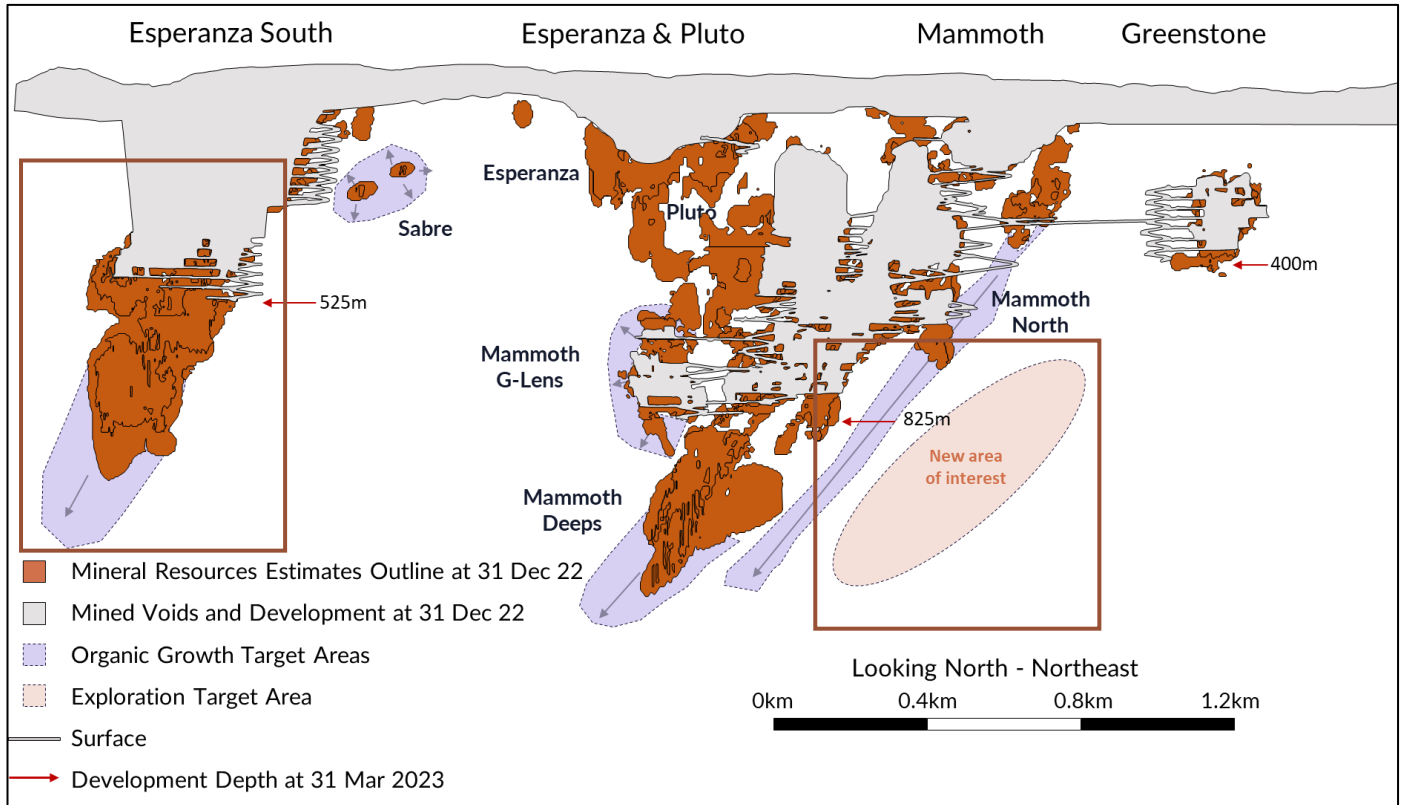 Esperanza South
Esperanza & Pluto
Mammoth
Greenstone
Esperanza
Pluto
Sabre
400m
525m
Mammoth
North
Mammoth
G-Lens
825m
New area
of interest
Mammoth
Deeps
Mineral Resources Estimates Outline at 31 Dec 22
Mined Voids and Development at 31 Dec 22
Organic Growth Target Areas
Exploration Target Area
Surface
Development Depth at 31 Mar 2023
Looking North - Northeast
0km 0.4km 0.8km 1.2km